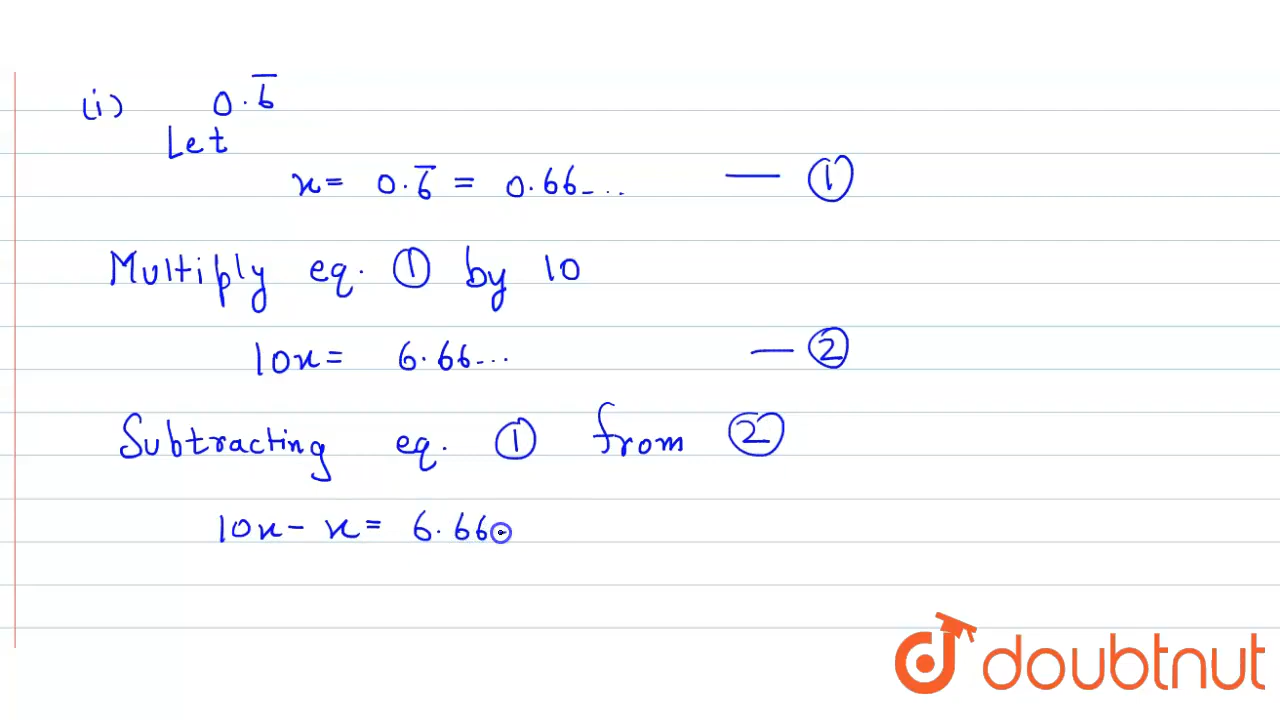 (i) 0.6̅
Let
x = 0.6̅ = 0.66-... — ①
Multiply eq. ① by 10
10x = 6.66-... — ②
Subtracting eq. ① from ②
10x - x = 6.66
doubtnut